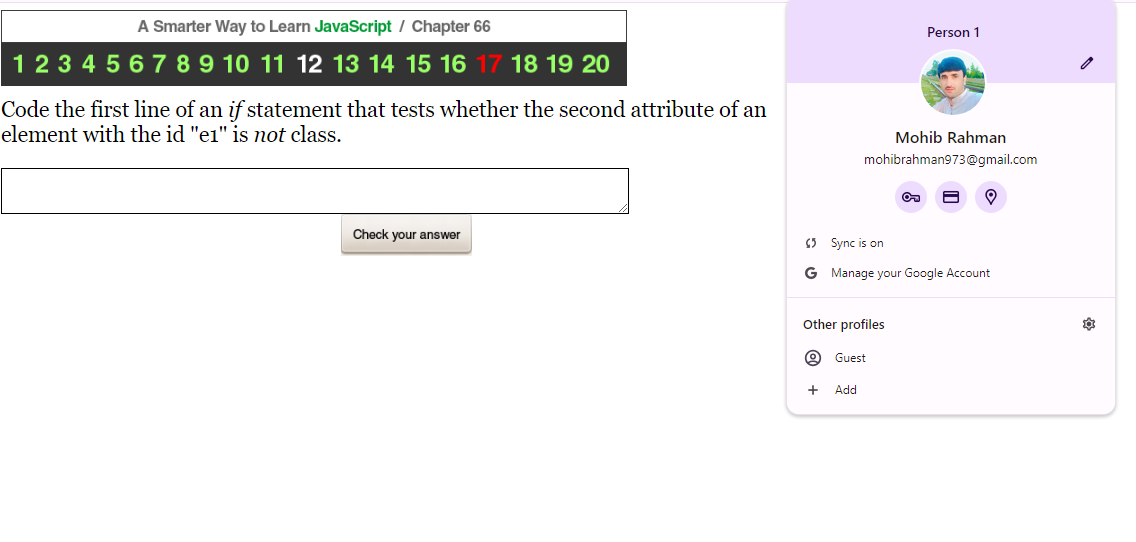 A Smarter Way to Learn JavaScript / Chapter 66
1 2 3 4 5 6 7 8 9 10 11 12 13 14 15 16 17 18 19 20
Code the first line of an if statement that tests whether the second attribute of an
element with the id "e1" is not class.
Check your answer
Person 1
Mohib Rahman
mohibrahman973@gmail.com
Sync is on
G Manage your Google Account
Other profiles
Guest
Add